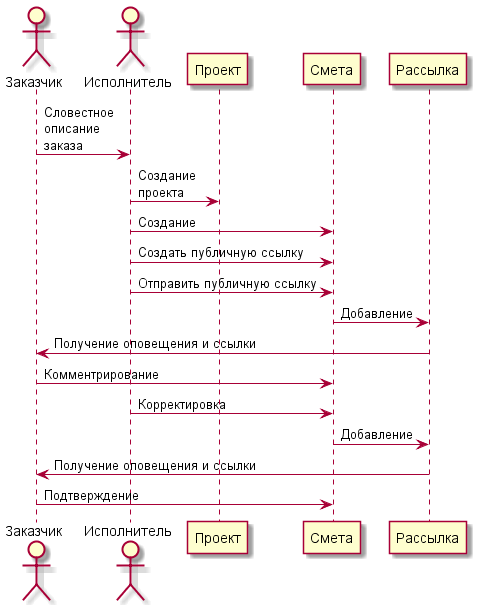 Заказчик
Исполнитель
Проект
Смета
Рассылка
Словестное
описание
заказа
Создание
проекта
Создание
Создать публичную ссылку
Отправить публичную ссылку
Добавление
Получение оповещения и ссылки
Комментрирование
Корректировка
Добавление
Получение оповещения и ссылки
Подтверждение
Заказчик
Исполнитель
Проект
Смета
Рассылка